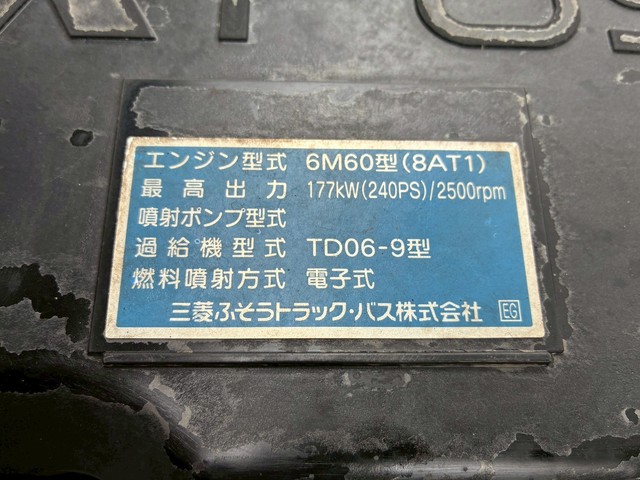 エンジン型式 6M60型(8AT1)
最高出力 177kW(240PS)/2500rpm
噴射ポンプ型式
過給機型式 TD06-9型
燃料噴射方式 電子式
三菱ふそうトラック・バス株式会社 EG